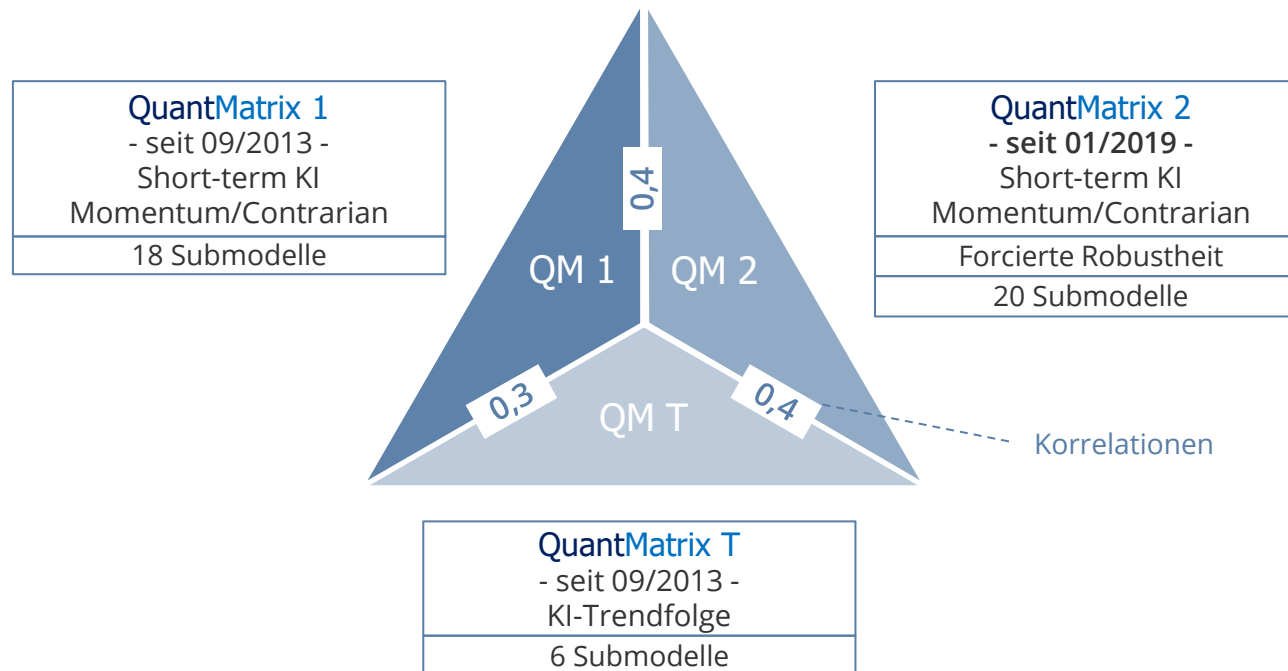 QuantMatrix 1
- seit 09/2013 -
Short-term KI
Momentum/Contrarian
18 Submodelle
QuantMatrix 2
- seit 01/2019 -
Short-term KI
Momentum/Contrarian
Forcierte Robustheit
20 Submodelle
0,4
QM 1
QM 2
0,3
0,4
QM T
Korrelationen
QuantMatrix T
- seit 09/2013 -
KI-Trendfolge
6 Submodelle